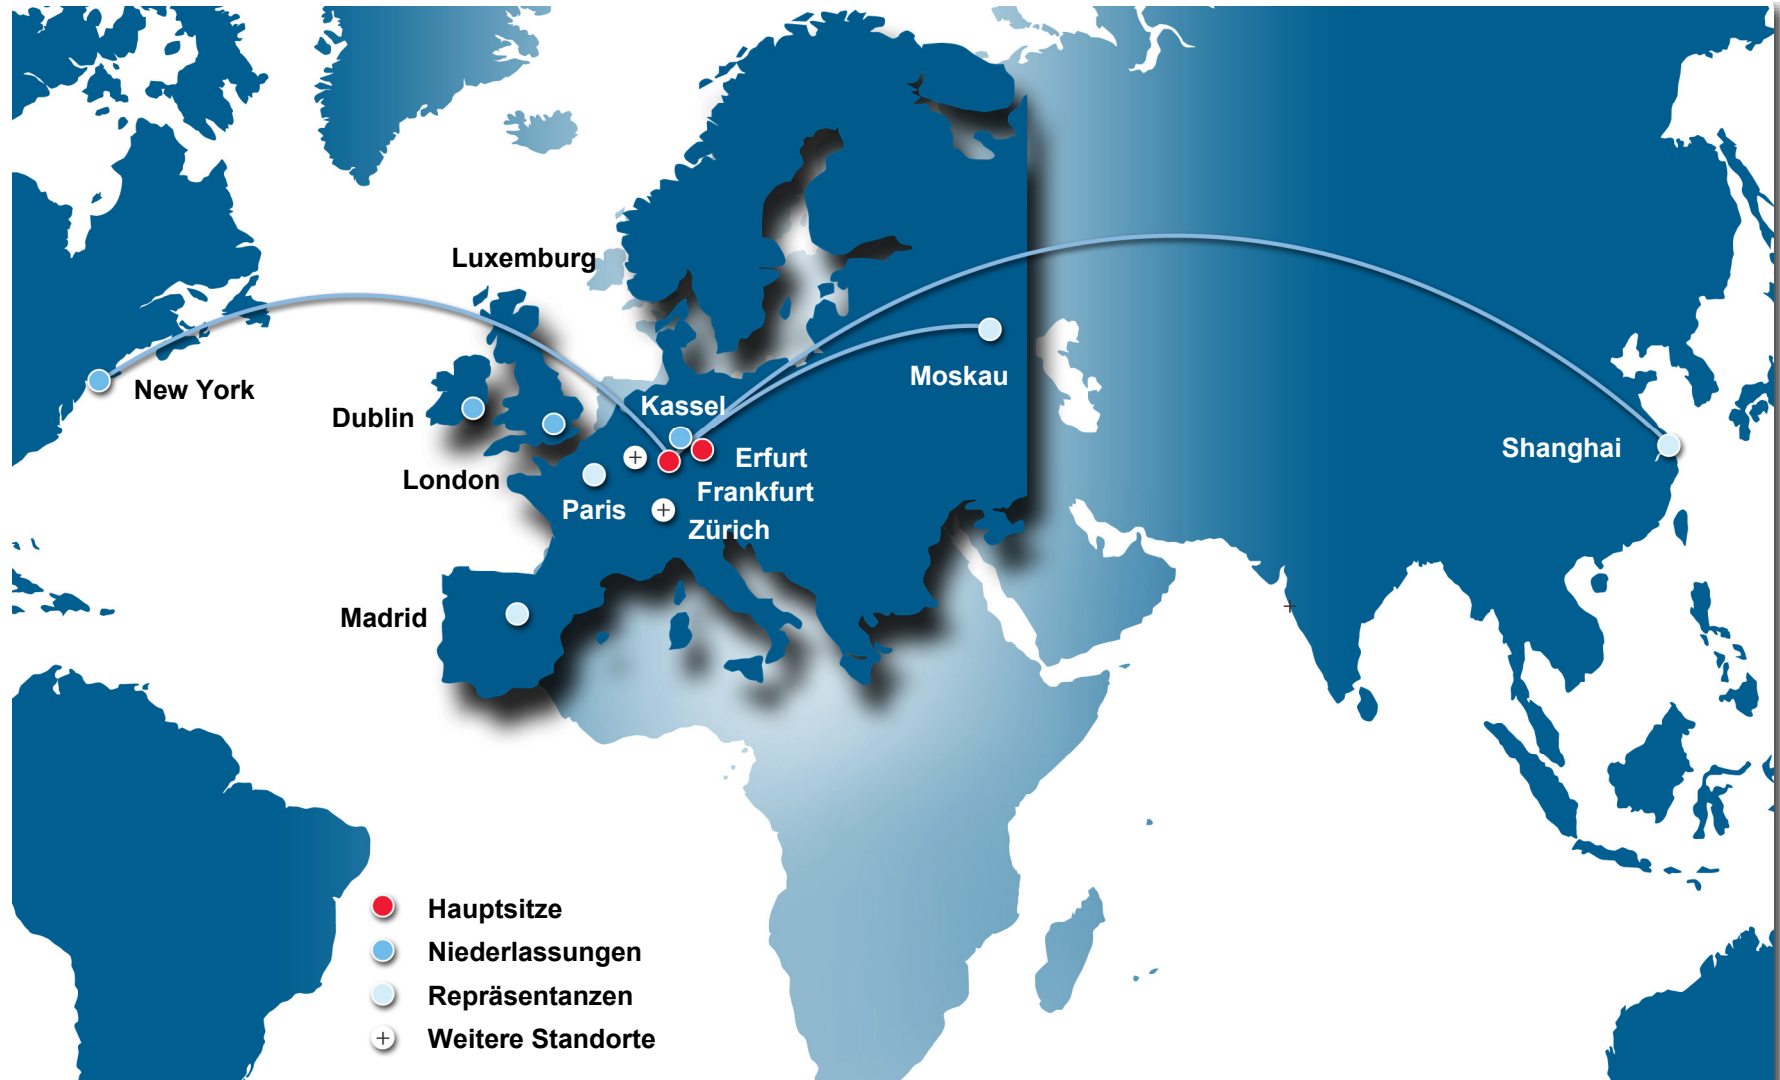 Luxemburg
New York
Moskau
Dublin
Kassel
London
Erfurt
Shanghai
Frankfurt
Paris
Zürich
Madrid
Hauptsitze
Niederlassungen
Repräsentanzen
Weitere Standorte